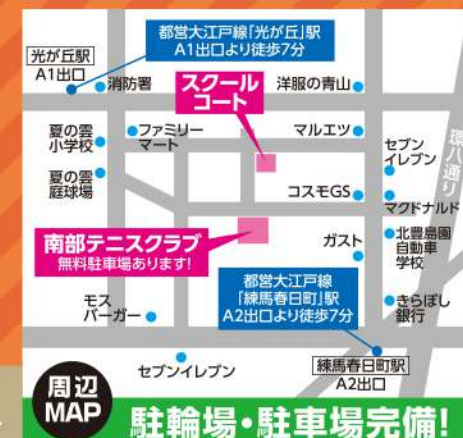 都営大江戸線「光が丘」駅
A1出口より徒歩7分
光が丘駅
A1出口
消防署
スクール
コート
洋服の青山
夏の雲
小学校
ファミリー
マート
マルエツ
セブン
イレブン
環八通り
夏の雲
庭球場
コスモGS
マクドナルド
南部テニスクラブ
無料駐車場あります!
ガスト
北豊島園
自動車
学校
都営大江戸線
「練馬春日町」駅
A2出口より徒歩7分
モス
バーガー
きらぼし
銀行
セブンイレブン
練馬春日町駅
A2出口
周辺
MAP
駐輪場・駐車場完備!